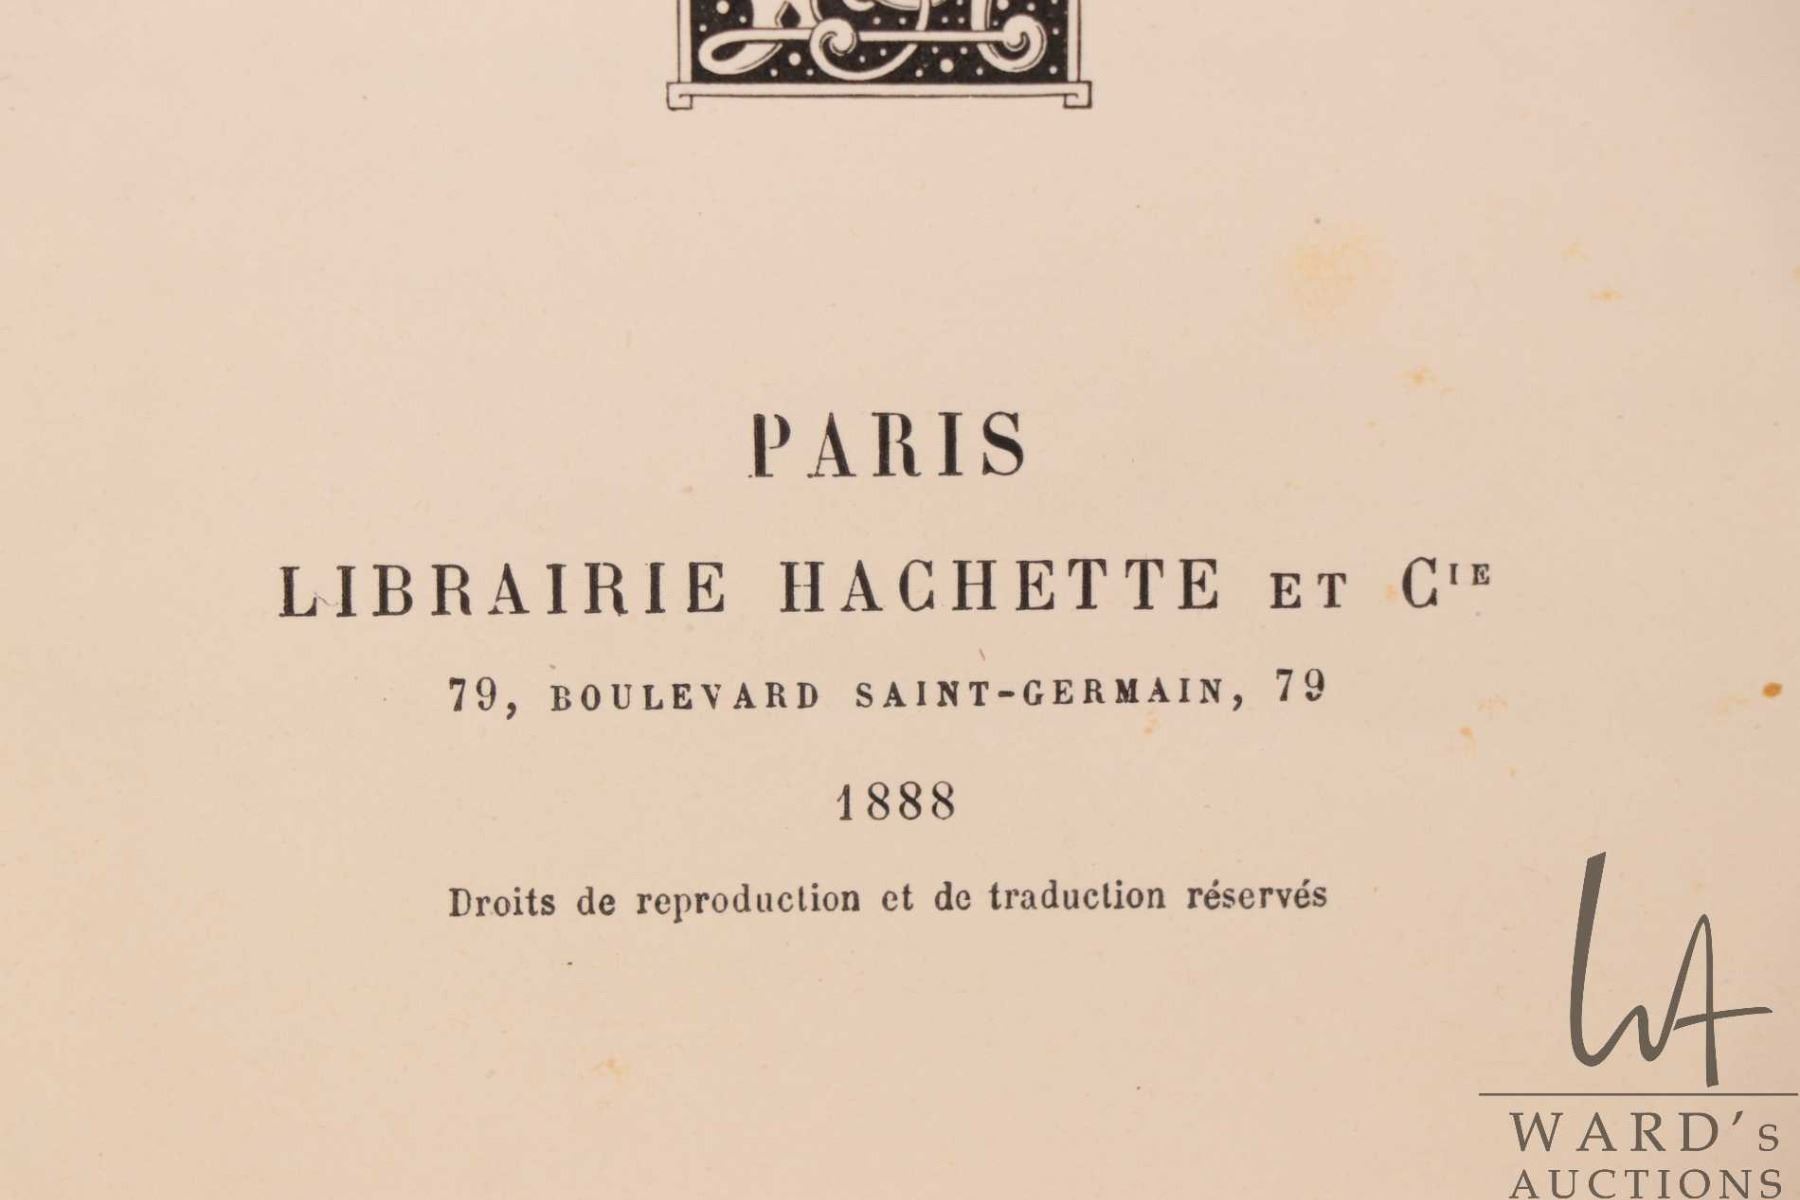 PARIS
LIBRAIRIE HACHETTE ET CIE
79, BOULEVARD SAINT-GERMAIN, 79
1888
Droits de reproduction et de traduction réservés
WA
WARD's
AUCTIONS